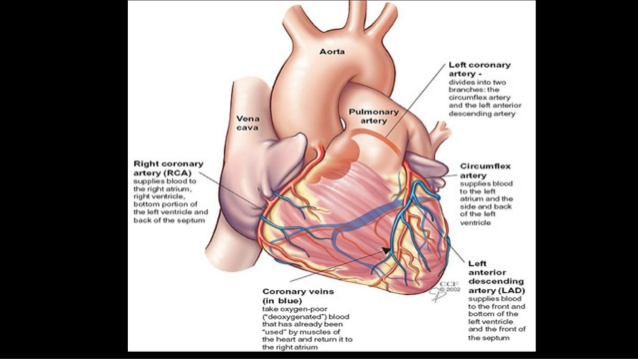 Aorta
Left coronary
artery -
divides into two
branches: the
circumflex artery
and the left anterior
descending artery
Pulmonary
artery
Vena
cava
Right coronary
artery (RCA)
supplies blood to
the right atrium,
right ventricle,
bottom portion of
the left ventricle and
back of the septum
Circumflex
artery
supplies blood
to the left
atrium and the
side and back
of the left
ventricle
Left
anterior
descending
artery (LAD)
supplies blood to
the front and
bottom of the
left ventricle
and the front of
the septum
Coronary veins
(in blue)
take oxygen-poor
("deoxygenated") blood
that has already been
"used" by muscles of
the heart and return it to
the right atrium
CCF
© 2002